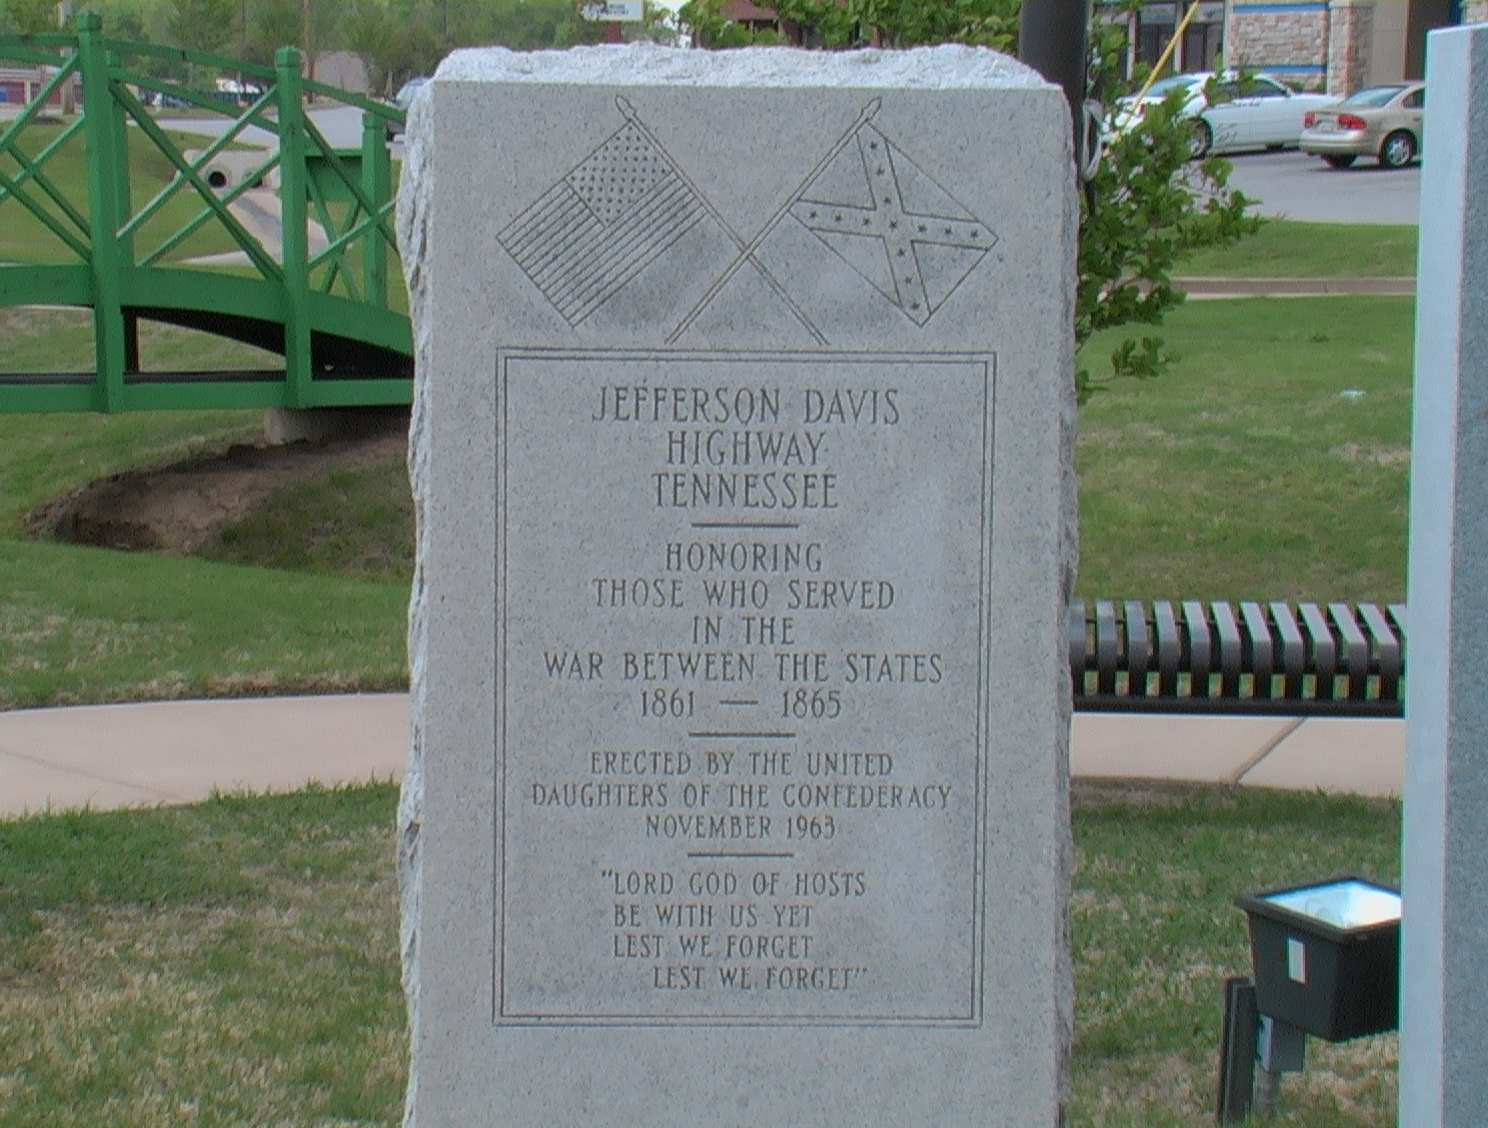 JEFFERSON DAVIS
HIGHWAY
TENNESSEE
HONORING
THOSE WHO SERVED
IN THE
WAR BETWEEN THE STATES
1861 — 1865
ERECTED BY THE UNITED
DAUGHTERS OF THE CONFEDERACY
NOVEMBER 1963
"LORD GOD OF HOSTS
BE WITH US YET
LEST WE FORGET
LEST WE FORGET"